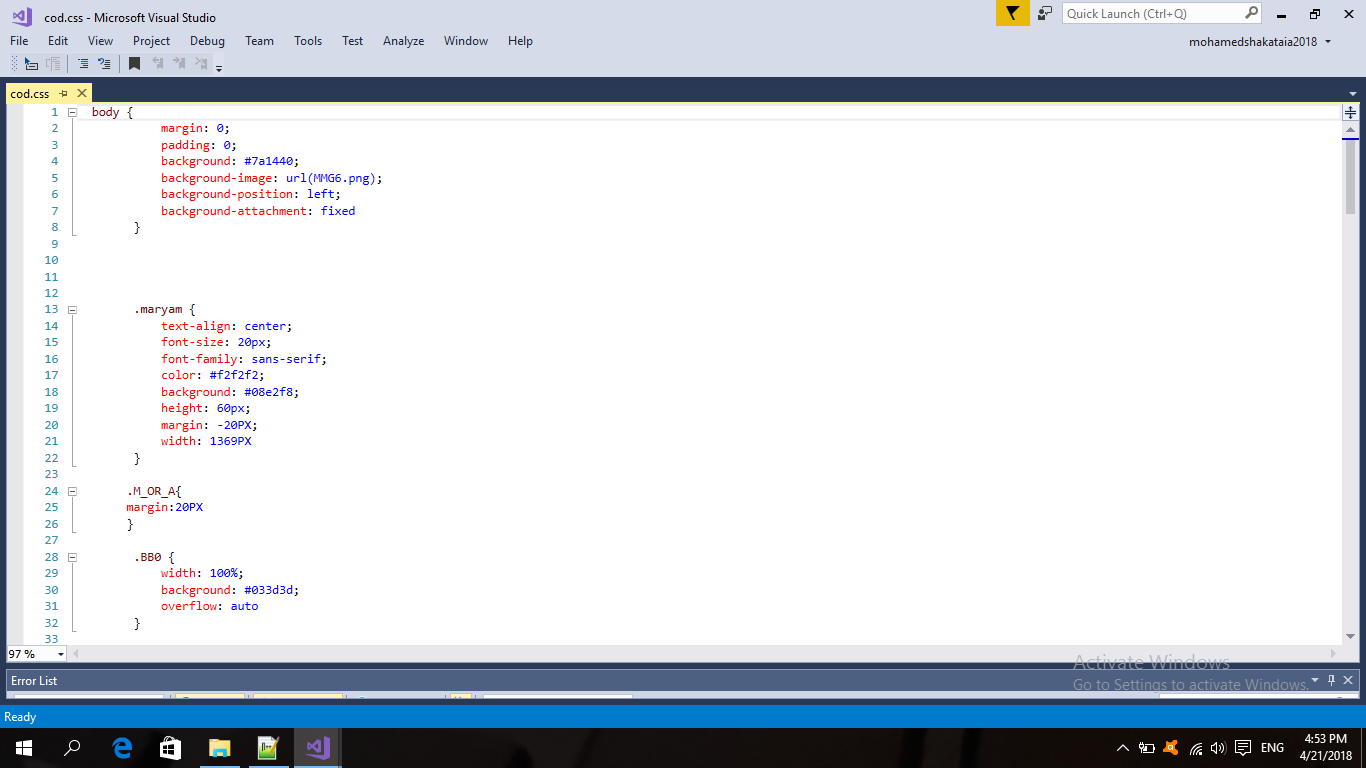 cod.css - Microsoft Visual Studio
Quick Launch (Ctrl+Q)
File Edit View Project Debug Team Tools Test Analyze Window Help
mohamedshakataia2018
cod.css
1 body {
2 margin: 0;
3 padding: 0;
4 background: #7a1440;
5 background-image: url(MMG6.png);
6 background-position: left;
7 background-attachment: fixed
8 }
9
10
11
12
13 .maryam {
14 text-align: center;
15 font-size: 20px;
16 font-family: sans-serif;
17 color: #f2f2f2;
18 background: #08e2f8;
19 height: 60px;
20 margin: -20PX;
21 width: 1369PX
22 }
23
24 .M_OR_A{
25 margin:20PX
26 }
27
28 .BB0 {
29 width: 100%;
30 background: #033d3d;
31 overflow: auto
32 }
33
97 %
Activate Windows
Go to Settings to activate Windows.
Error List
Ready
ENG
4:53 PM
4/21/2018